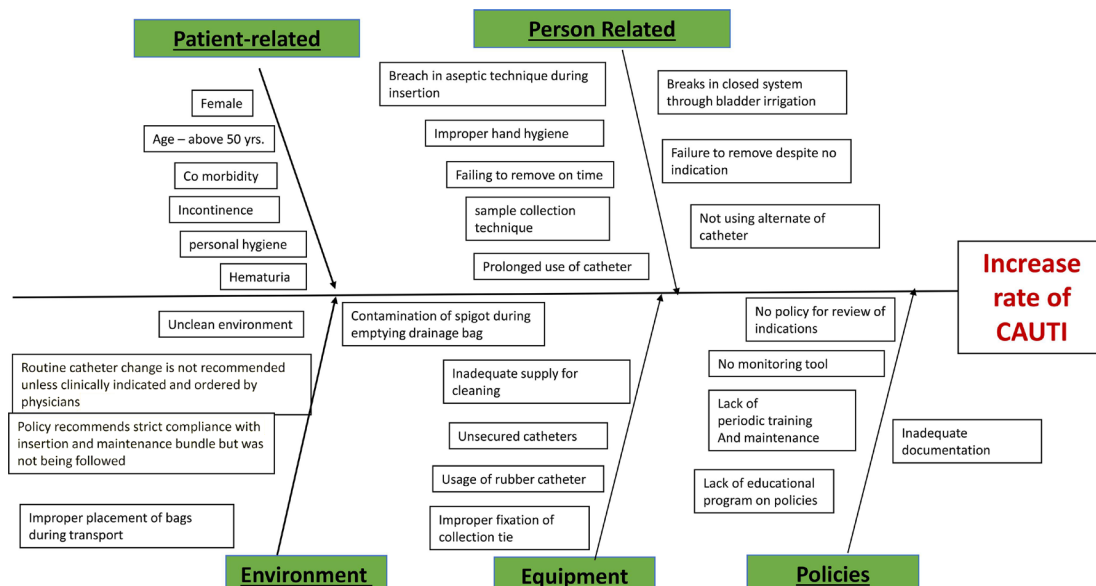 Patient-related
Person Related
Female
Age – above 50 yrs.
Co morbidity
Incontinence
personal hygiene
Hematuria
Breach in aseptic technique during
insertion
Improper hand hygiene
Failing to remove on time
sample collection
technique
Prolonged use of catheter
Breaks in closed system
through bladder irrigation
Failure to remove despite no
indication
Not using alternate of
catheter
Increase
rate of
CAUTI
Unclean environment
Routine catheter change is not recommended
unless clinically indicated and ordered by
physicians
Policy recommends strict compliance with
insertion and maintenance bundle but was
not being followed
Improper placement of bags
during transport
Contamination of spigot during
emptying drainage bag
Inadequate supply for
cleaning
Unsecured catheters
Usage of rubber catheter
Improper fixation of
collection tie
No policy for review of
indications
No monitoring tool
Lack of
periodic training
And maintenance
Lack of educational
program on policies
Inadequate
documentation
Environment
Equipment
Policies